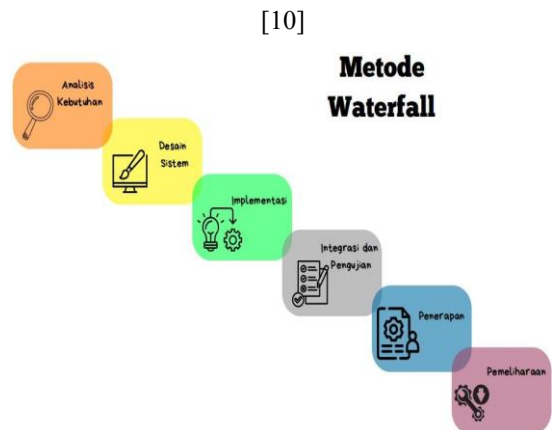 [10]
Metode
Waterfall
Analisis
Kebutuhan
Desain
Sistem
Implementasi
Integrasi dan
Pengujian
Penerapan
Pemeliharaan